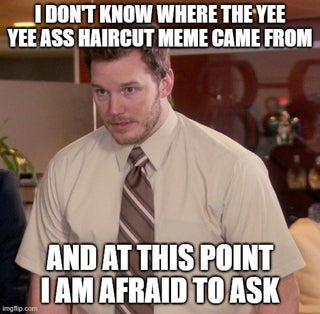 I DON'T KNOW WHERE THE YEE
YEE ASS HAIRCUT MEME CAME FROM
AND AT THIS POINT
I AM AFRAID TO ASK
imgflip.com